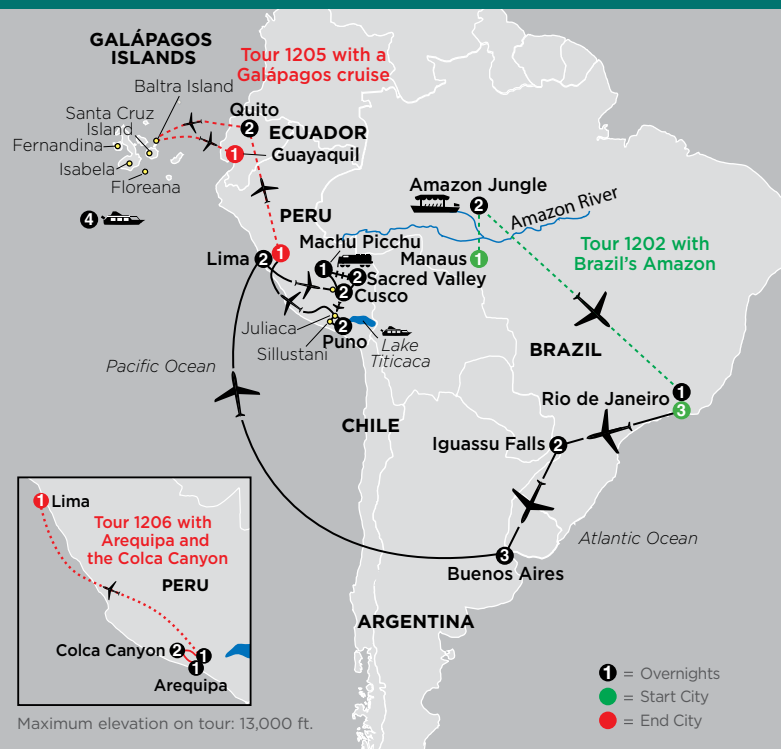 GALÁPAGOS
ISLANDS
Tour 1205 with a
Galápagos cruise
Baltra Island
Santa Cruz
Island
Fernandina
Isabela
Floreana
4
Quito
2
ECUADOR
1
Guayaquil
PERU
Lima
2
1
Machu Picchu
1
2
Sacred Valley
2
Cusco
Juliaca
Sillustani
2
Puno
Lake
Titicaca
Amazon Jungle
2
Amazon River
Manaus
1
Tour 1202 with
Brazil's Amazon
BRAZIL
Rio de Janeiro
1
3
Iguassu Falls
2
Pacific Ocean
CHILE
Atlantic Ocean
3
Buenos Aires
ARGENTINA
1
Lima
Tour 1206 with
Arequipa and
the Colca Canyon
PERU
Colca Canyon
2
1
1
Arequipa
Maximum elevation on tour: 13,000 ft.
1 = Overnights
= Start City
= End City